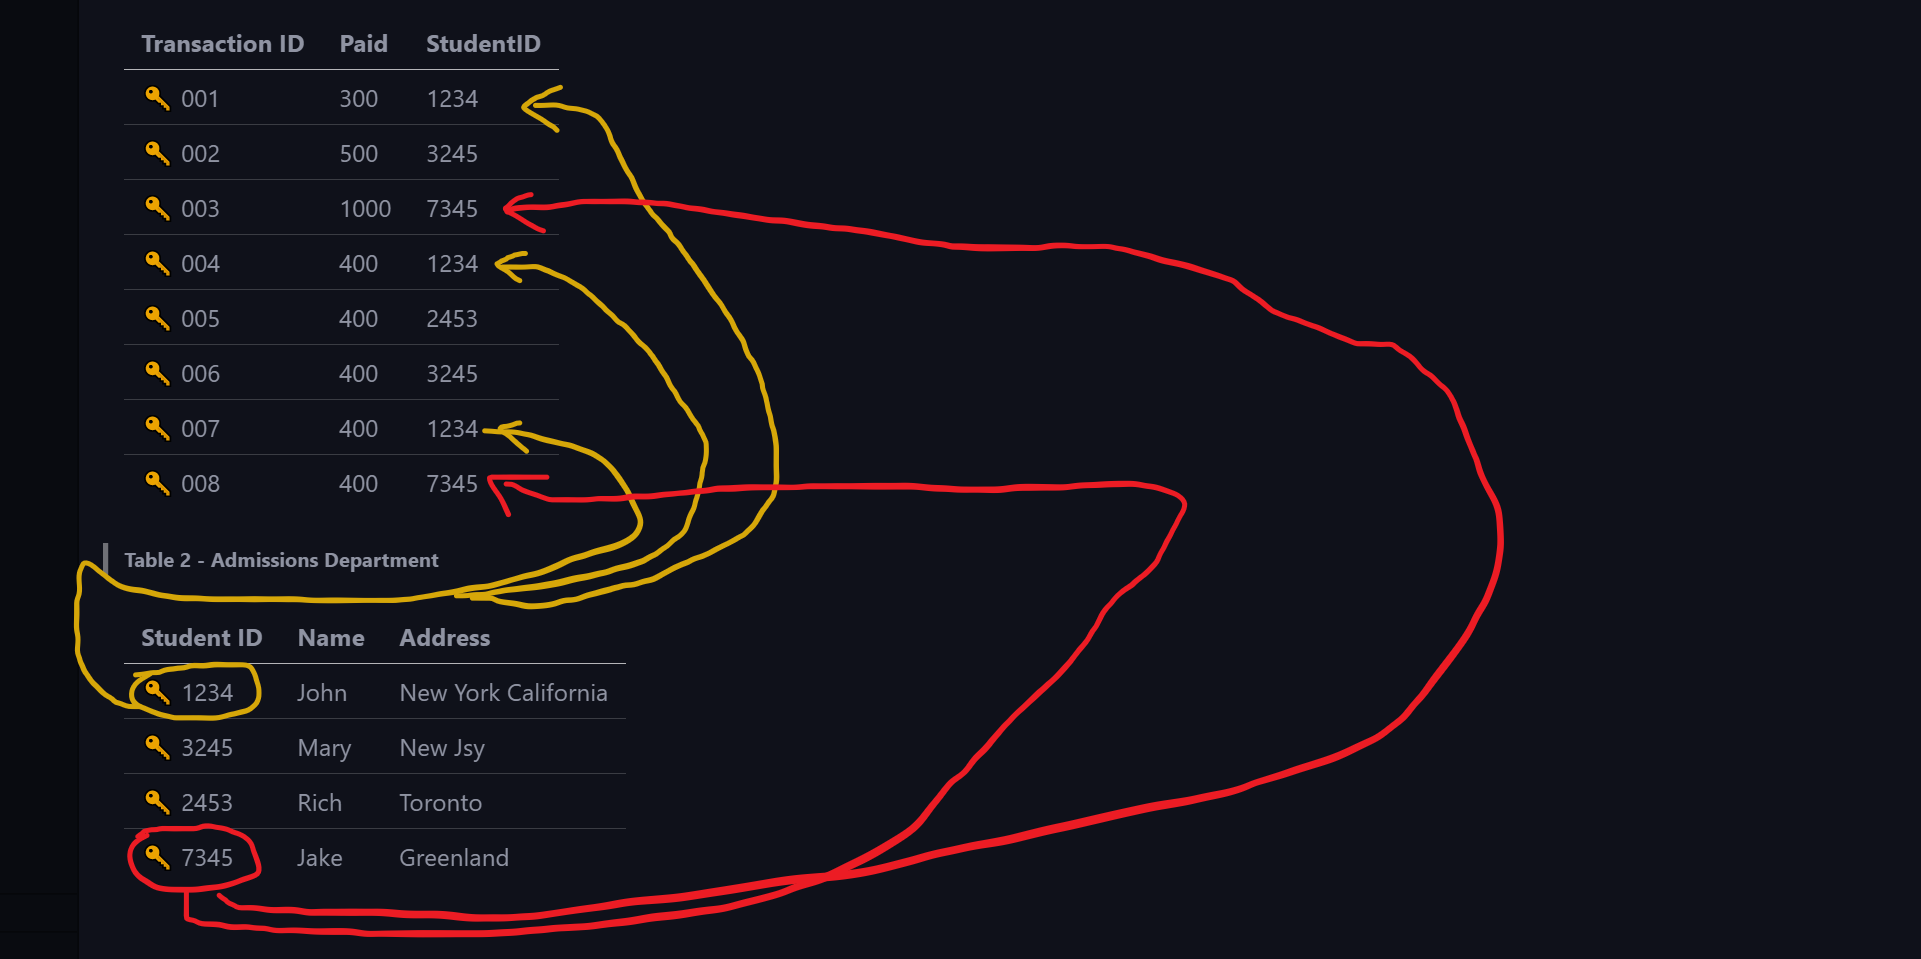 Transaction ID Paid StudentID
🔑 001 300 1234
🔑 002 500 3245
🔑 003 1000 7345
🔑 004 400 1234
🔑 005 400 2453
🔑 006 400 3245
🔑 007 400 1234
🔑 008 400 7345
Table 2 - Admissions Department
Student ID Name Address
🔑 1234 John New York California
🔑 3245 Mary New Jsy
🔑 2453 Rich Toronto
🔑 7345 Jake Greenland